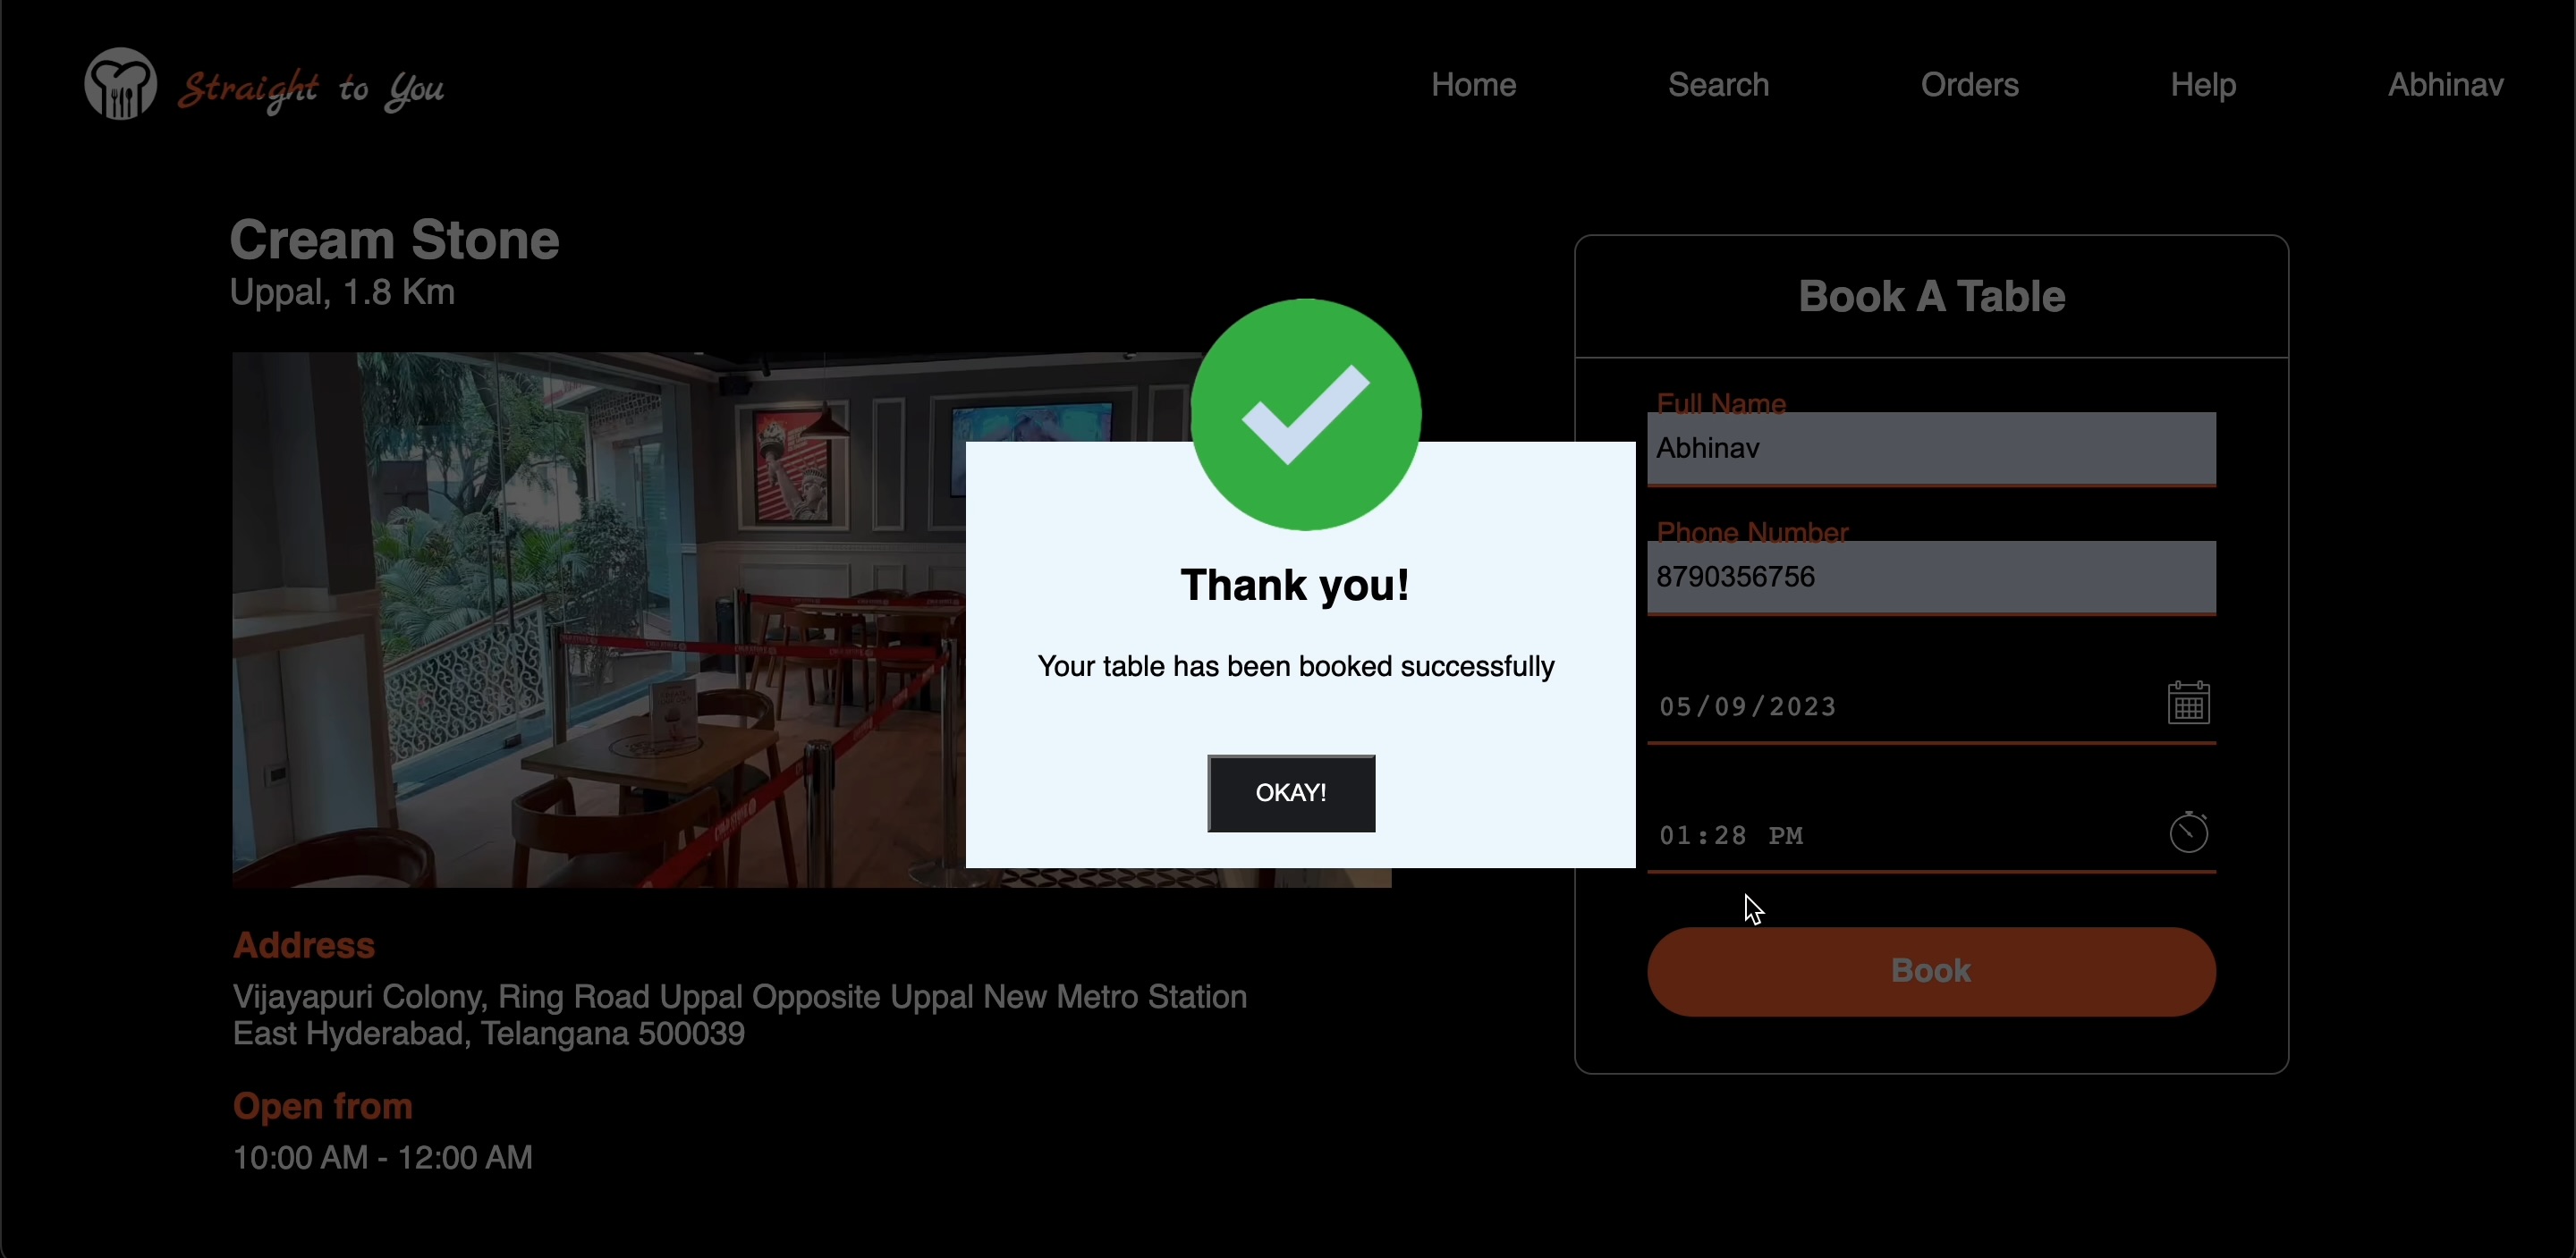 Straight to You
Home
Search
Orders
Help
Abhinav
Cream Stone
Uppal, 1.8 Km
Book A Table
Full Name
Abhinav
Phone Number
8790356756
05/09/2023
01:28 PM
Book
Thank you!
Your table has been booked successfully
OKAY!
Address
Vijayapuri Colony, Ring Road Uppal Opposite Uppal New Metro Station
East Hyderabad, Telangana 500039
Open from
10:00 AM - 12:00 AM